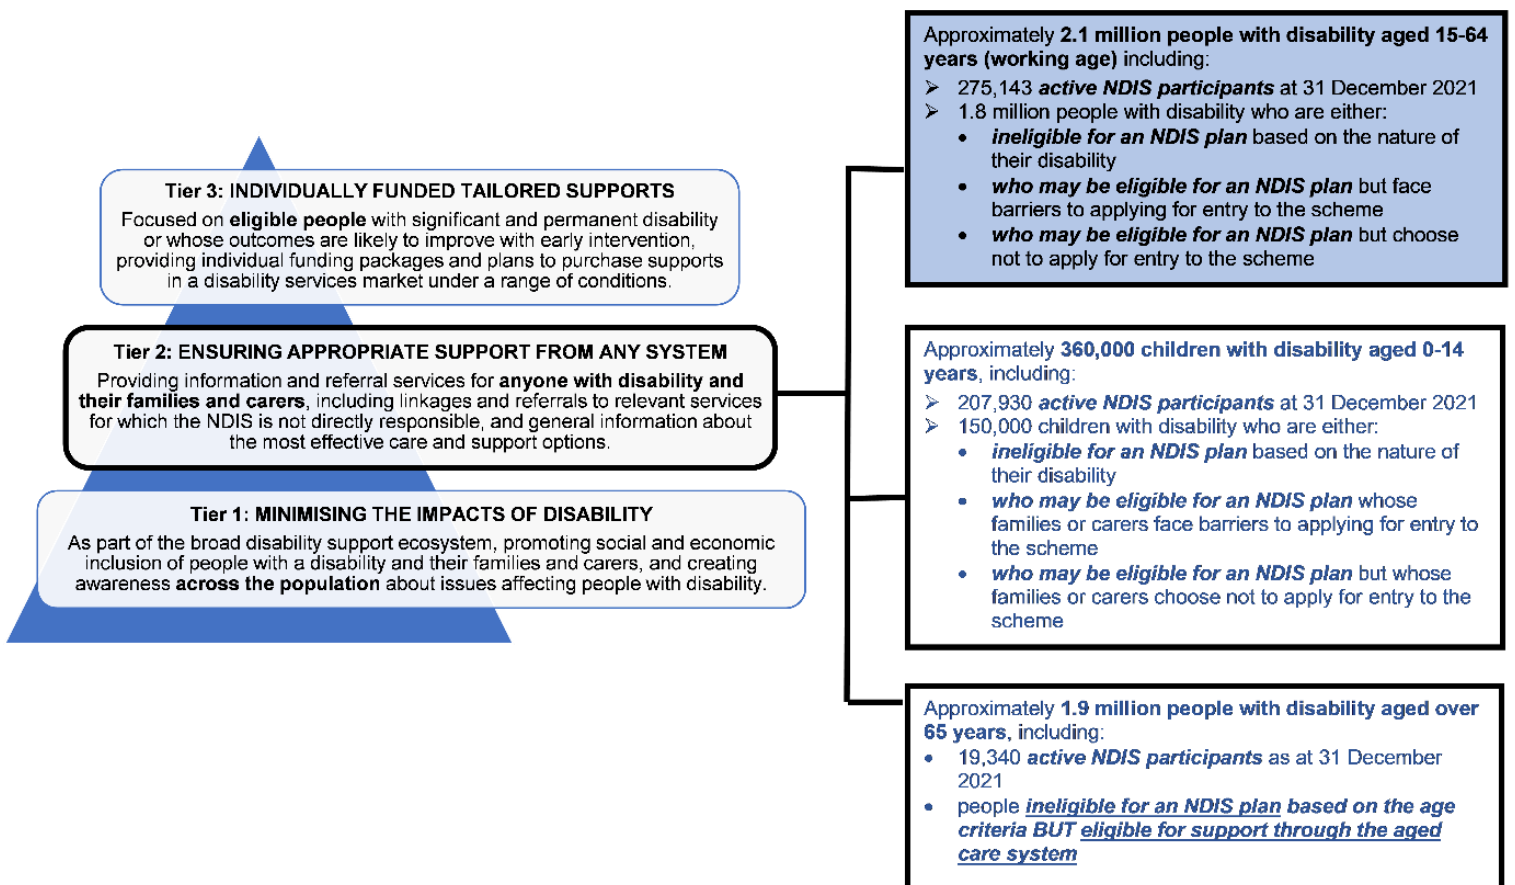 Tier 3: INDIVIDUALLY FUNDED TAILORED SUPPORTS
Focused on eligible people with significant and permanent disability
or whose outcomes are likely to improve with early intervention,
providing individual funding packages and plans to purchase supports
in a disability services market under a range of conditions.
Tier 2: ENSURING APPROPRIATE SUPPORT FROM ANY SYSTEM
Providing information and referral services for anyone with disability and
their families and carers, including linkages and referrals to relevant services
for which the NDIS is not directly responsible, and general information about
the most effective care and support options.
Tier 1: MINIMISING THE IMPACTS OF DISABILITY
As part of the broad disability support ecosystem, promoting social and economic
inclusion of people with a disability and their families and carers, and creating
awareness across the population about issues affecting people with disability.
Approximately 2.1 million people with disability aged 15-64
years (working age) including:
➢ 275,143 active NDIS participants at 31 December 2021
➢ 1.8 million people with disability who are either:
• ineligible for an NDIS plan based on the nature of
their disability
• who may be eligible for an NDIS plan but face
barriers to applying for entry to the scheme
• who may be eligible for an NDIS plan but choose
not to apply for entry to the scheme
Approximately 360,000 children with disability aged 0-14
years, including:
➢ 207,930 active NDIS participants at 31 December 2021
➢ 150,000 children with disability who are either:
• ineligible for an NDIS plan based on the nature of
their disability
• who may be eligible for an NDIS plan whose
families or carers face barriers to applying for entry to
the scheme
• who may be eligible for an NDIS plan but whose
families or carers choose not to apply for entry to the
scheme
Approximately 1.9 million people with disability aged over
65 years, including:
• 19,340 active NDIS participants as at 31 December
2021
• people ineligible for an NDIS plan based on the age
criteria BUT eligible for support through the aged
care system